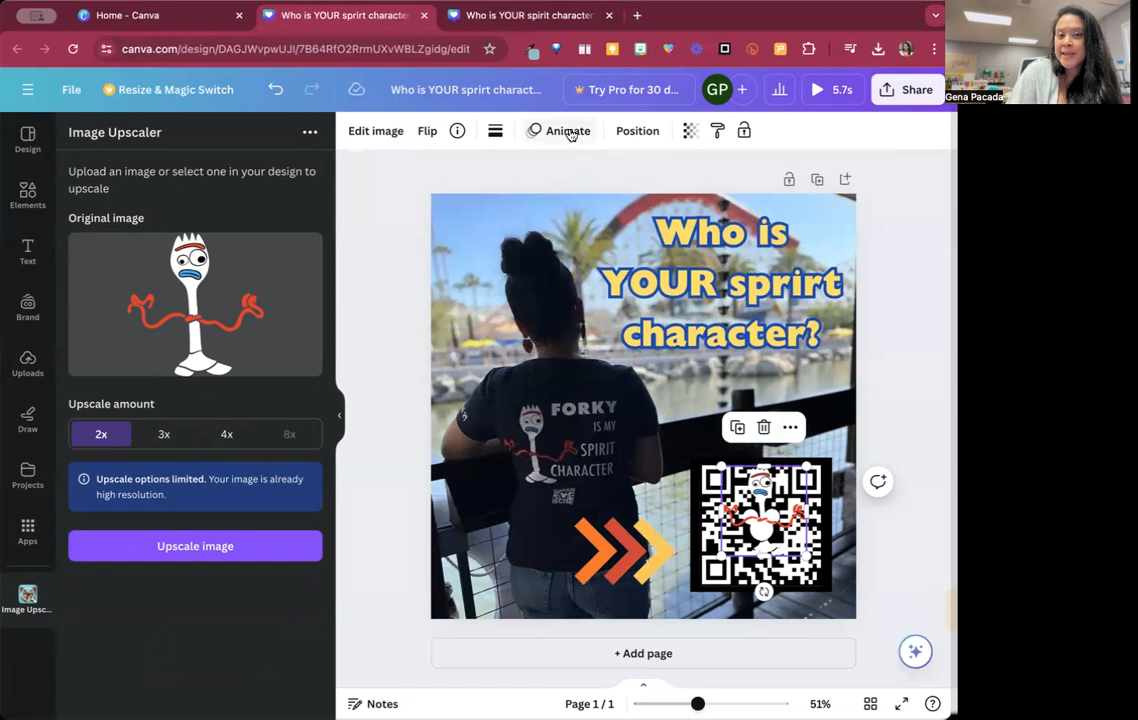 Home - Canva
Who is YOUR sprirt character
Who is YOUR spirit character
canva.com/design/DAGJWvpwUJI/7B64RfO2RrmUXvWBLZgidg/edit
Gena Pacada
File
Resize & Magic Switch
Who is YOUR spirirt charact...
Try Pro for 30 d...
GP
5.7s
Share
Design
Elements
Text
Brand
Uploads
Draw
Projects
Apps
Image Upsc...
Image Upscaler
Upload an image or select one in your design to
upscale
Original image
Upscale amount
2x
3x
4x
8x
Upscale options limited. Your image is already
high resolution.
Upscale image
Edit image
Flip
Animate
Position
Who is
YOUR sprirt
character?
FORKY
IS MY
SPIRIT
CHARACTER
+ Add page
Notes
Page 1 / 1
51%